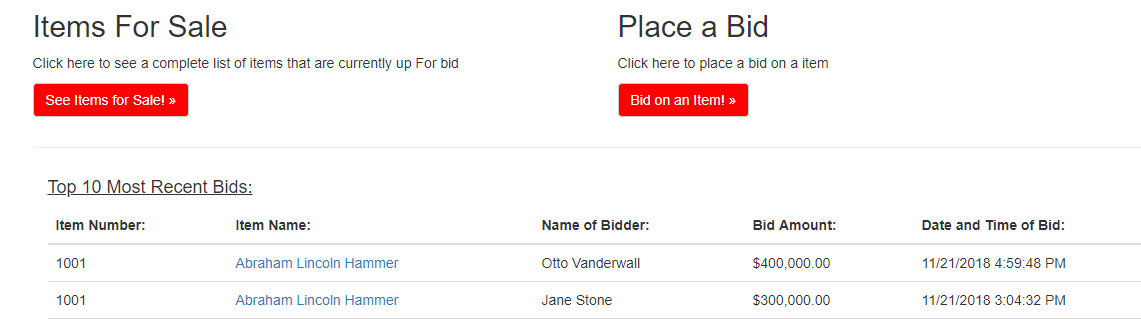 Items For Sale
Click here to see a complete list of items that are currently up For bid
See Items for Sale! »
Place a Bid
Click here to place a bid on a item
Bid on an Item! »
Top 10 Most Recent Bids:
Item Number: Item Name: Name of Bidder: Bid Amount: Date and Time of Bid:
1001 Abraham Lincoln Hammer Otto Vanderwall $400,000.00 11/21/2018 4:59:48 PM
1001 Abraham Lincoln Hammer Jane Stone $300,000.00 11/21/2018 3:04:32 PM